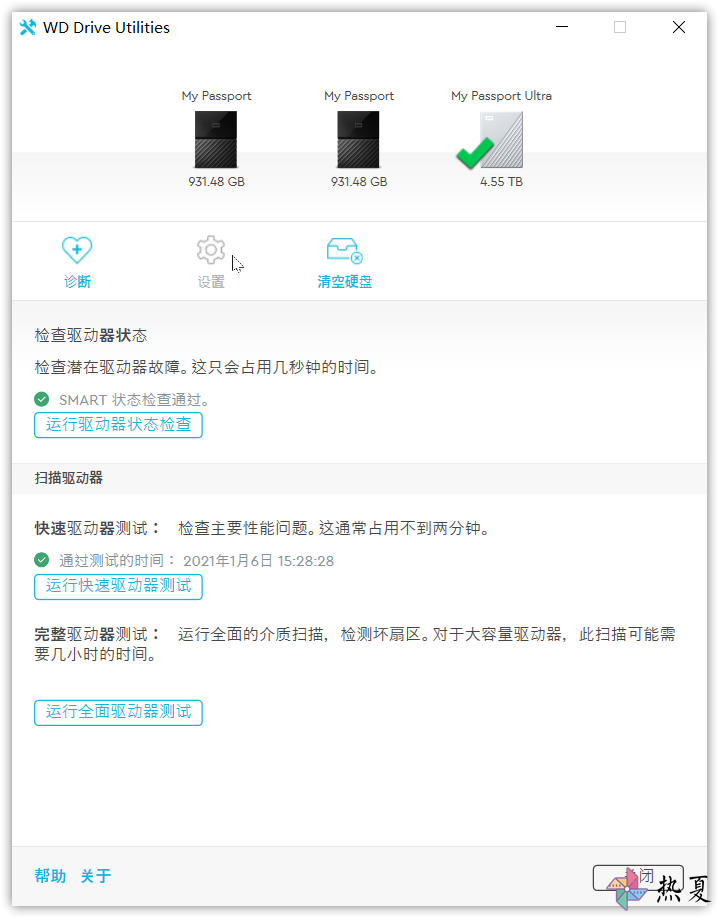 WD Drive Utilities
My Passport
My Passport
My Passport Ultra
931.48 GB
931.48 GB
4.55 TB
诊断
设置
清空硬盘
检查驱动器状态
检查潜在驱动器故障。这只会占用几秒钟的时间。
SMART 状态检查通过。
运行驱动器状态检查
扫描驱动器
快速驱动器测试： 检查主要性能问题。这通常占用不到两分钟。
通过测试的时间： 2021年1月6日 15:28:28
运行快速驱动器测试
完整驱动器测试： 运行全面的介质扫描，检测坏扇区。对于大容量驱动器，此扫描可能需
要几小时的时间。
运行全面驱动器测试
帮助 关于
闭
热夏